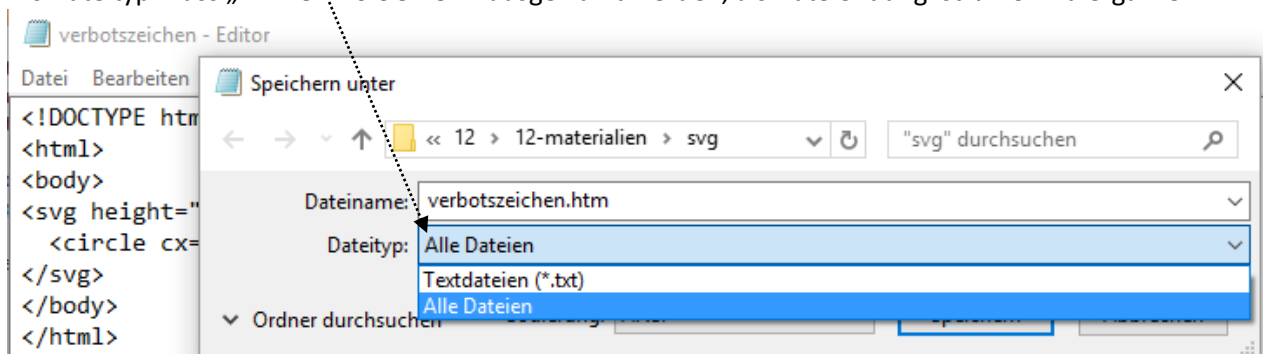 verbotszeichen - Editor
Datei Bearbeiten
Speichern unter
<!DOCTYPE htm
<html>
<body>
<svg height="
<circle cx=
</svg>
</body>
</html>
« 12 › 12-materialien › svg
"svg" durchsuchen
Dateiname: verbotszeichen.htm
Dateityp: Alle Dateien
Textdateien (*.txt)
Alle Dateien
Ordner durchsuchen